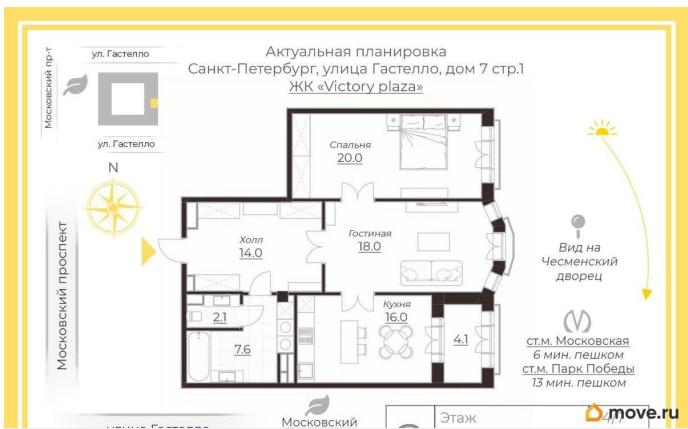 Актуальная планировка
Санкт-Петербург, улица Гастелло, дом 7 стр.1
ЖК «Victory plaza»
Московский пр-т
ул. Гастелло
ул. Гастелло
N
Московский проспект
Спальня
20.0
Холл
14.0
Гостиная
18.0
Кухня
16.0
4.1
2.1
7.6
Вид на
Чесменский
дворец
ст.м. Московская
6 мин. пешком
ст.м. Парк Победы
13 мин. пешком
Московский
Этаж
move.ru